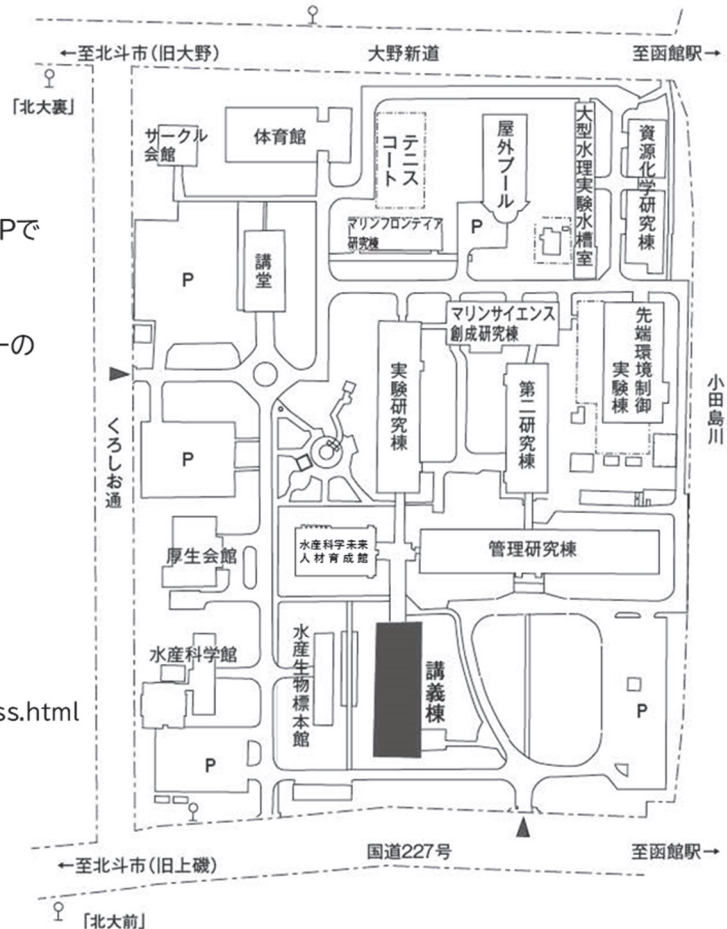 ←至北斗市(旧大野)
大野新道
至函館駅→
「北大裏」
サークル
会館
体育館
テニス
コート
屋外プール
大型水理実験水槽室
資源化学研究棟
Pで
マリンフロンティア
研究棟
P
講堂
P
ーの
マリンサイエンス
創成研究棟
先端環境制御
実験棟
実験研究棟
第二研究棟
小田島川
くろしお通
P
水産科学未来
人材育成館
管理研究棟
厚生会館
水産科学館
水産生物標本館
講義棟
ss.html
P
P
←至北斗市(旧上磯)
国道227号
至函館駅→
「北大前」